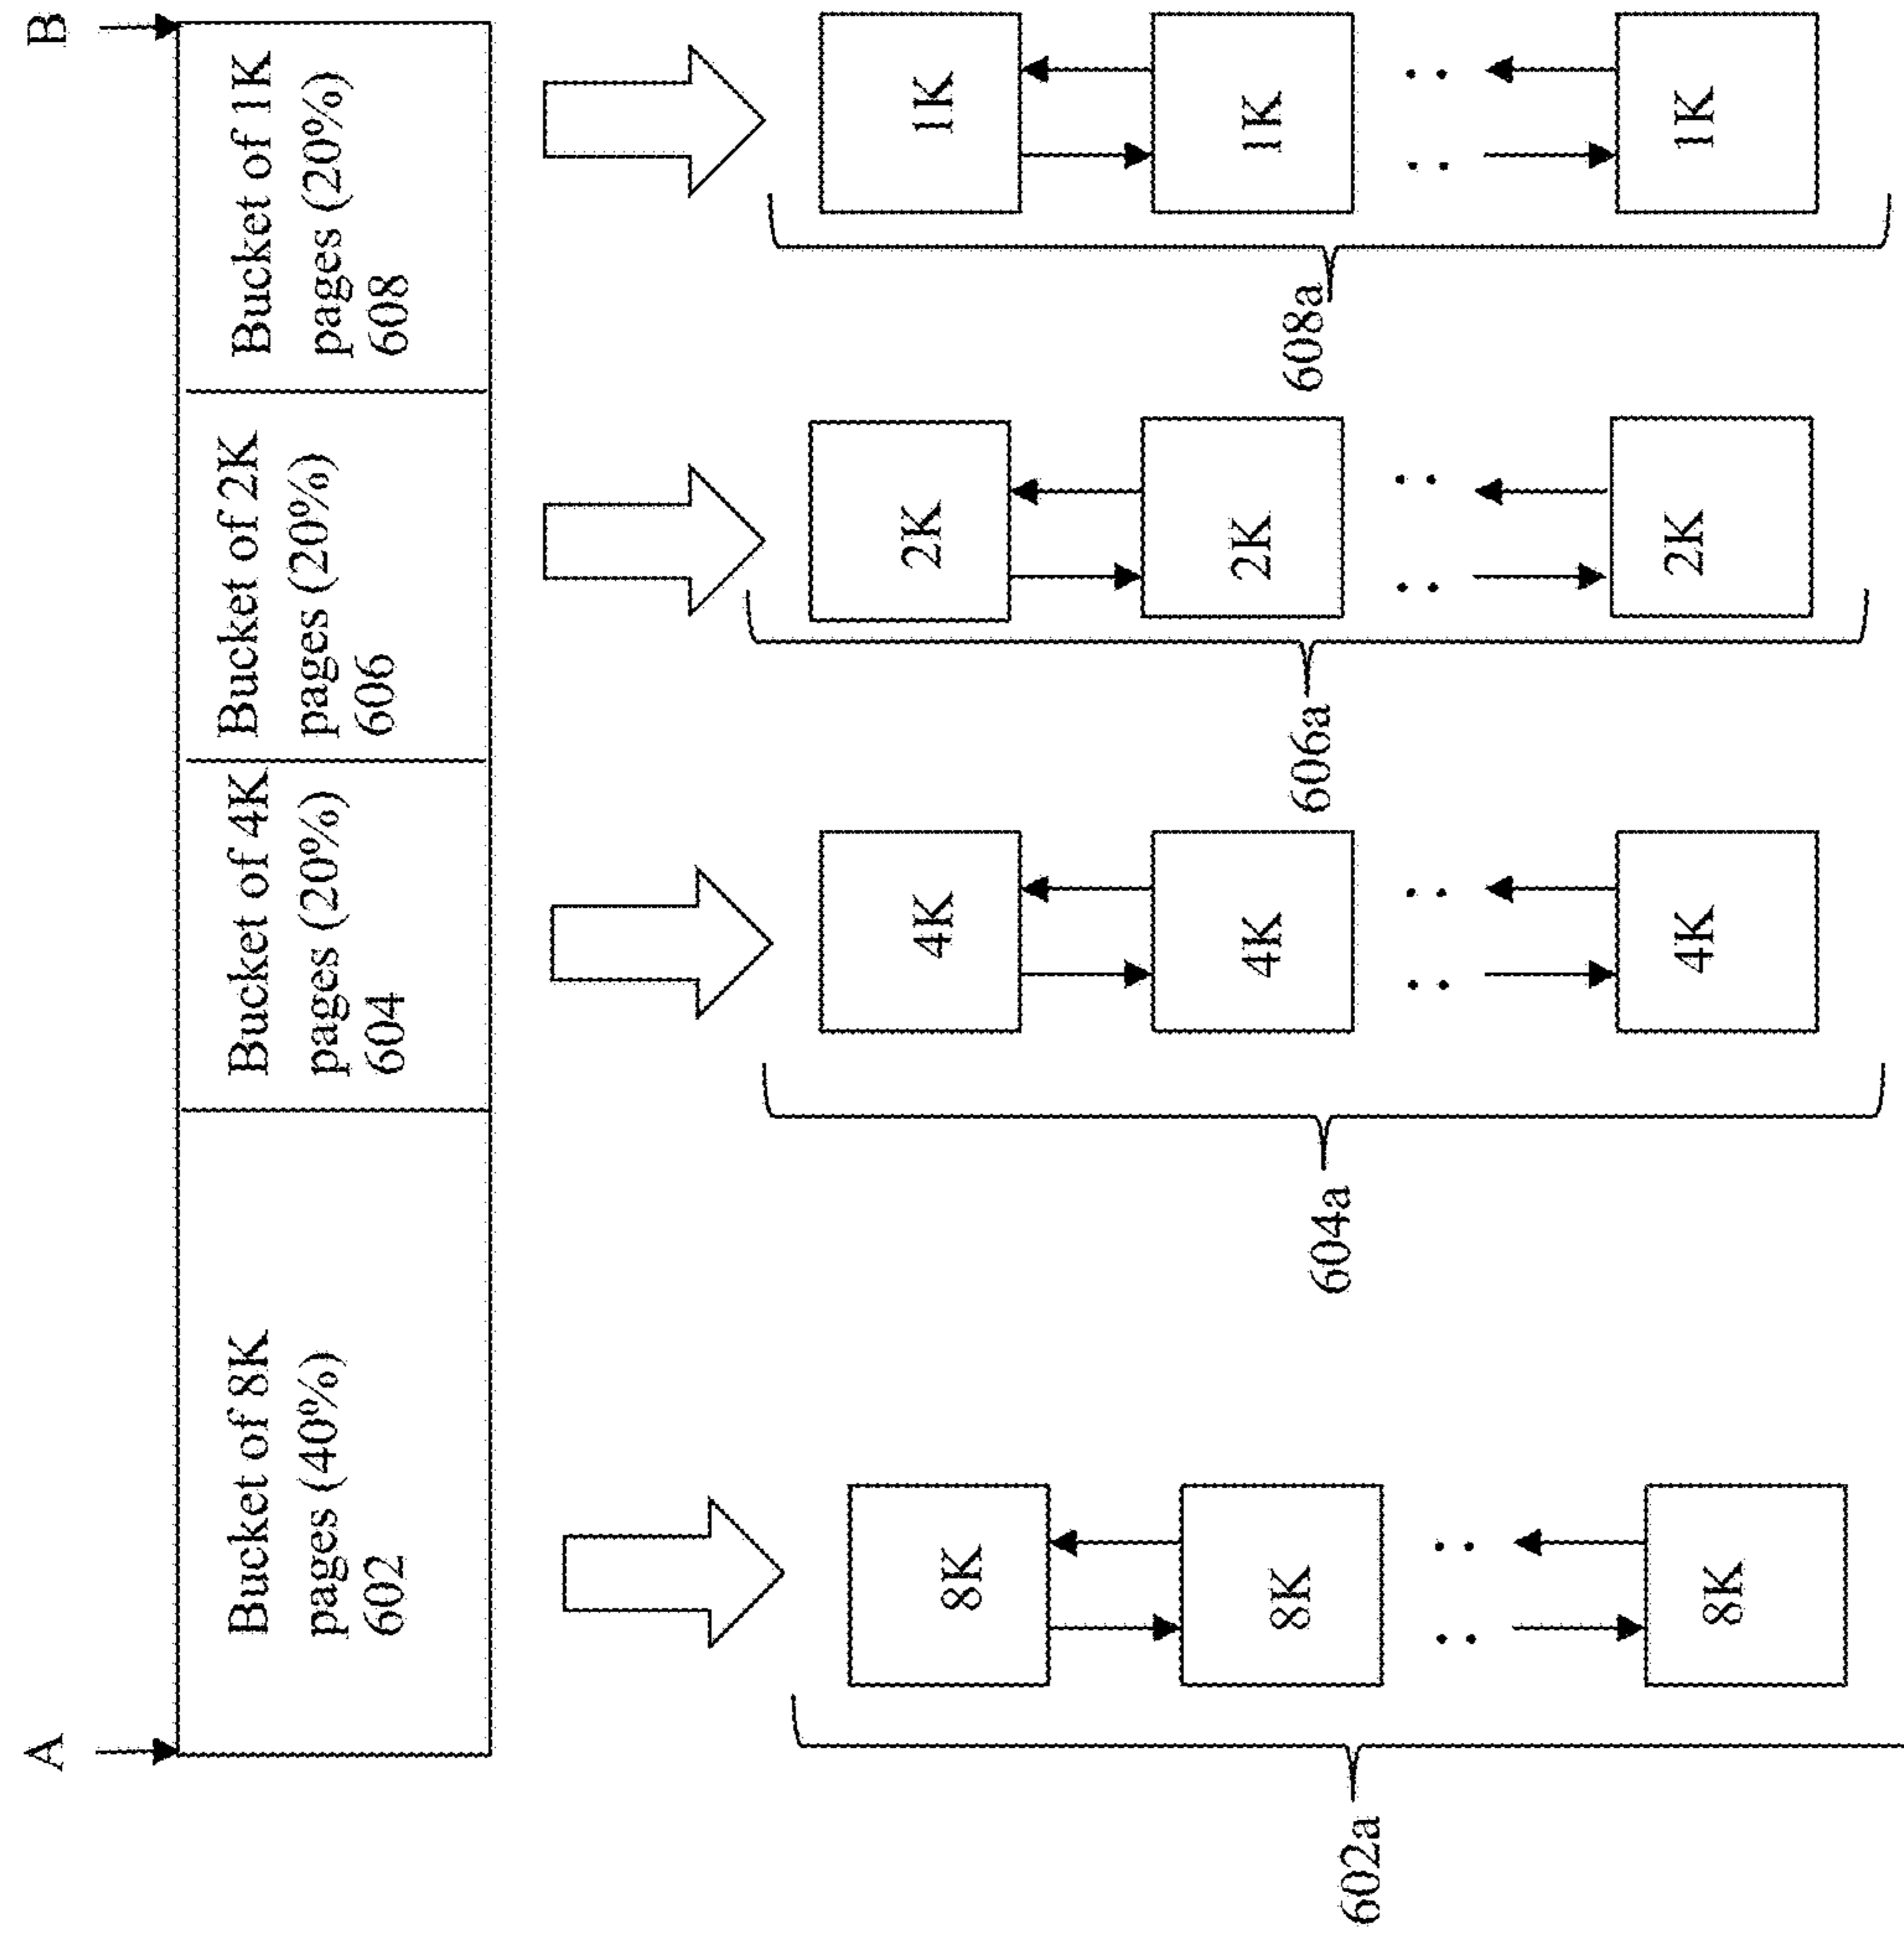 A
B
Bucket of 8K
pages (40%)
602
Bucket of 4K
pages (20%)
604
Bucket of 2K
pages (20%)
606
Bucket of 1K
pages (20%)
608
602a
8K
8K
8K
604a
4K
4K
4K
606a
2K
2K
2K
608a
1K
1K
1K